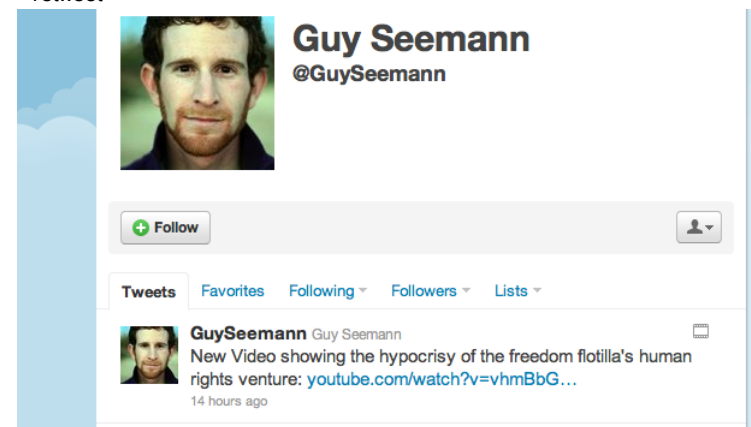 Guy Seemann
@GuySeemann
Follow
Tweets Favorites Following Followers Lists
GuySeemann Guy Seemann
New Video showing the hypocrisy of the freedom flotilla's human
rights venture: youtube.com/watch?v=vhmBbG…
14 hours ago